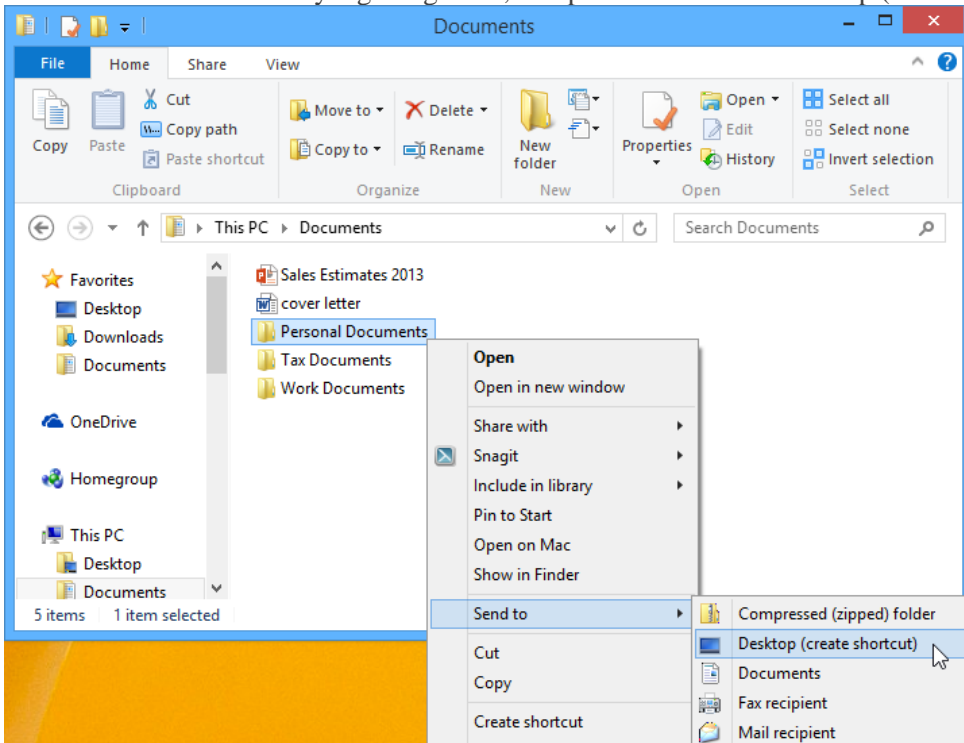 Documents
File Home Share View
Copy
Paste
Cut
Copy path
Paste shortcut
Clipboard
Move to
Copy to
Delete
Rename
Organize
New folder
New
Properties
Open
Edit
History
Open
Select all
Select none
Invert selection
Select
This PC Documents
Search Documents
Favorites
Desktop
Downloads
Documents
OneDrive
Homegroup
This PC
Desktop
Documents
Sales Estimates 2013
cover letter
Personal Documents
Tax Documents
Work Documents
5 items 1 item selected
Open
Open in new window
Share with
Snagit
Include in library
Pin to Start
Open on Mac
Show in Finder
Send to
Cut
Copy
Create shortcut
Compressed (zipped) folder
Desktop (create shortcut)
Documents
Fax recipient
Mail recipient